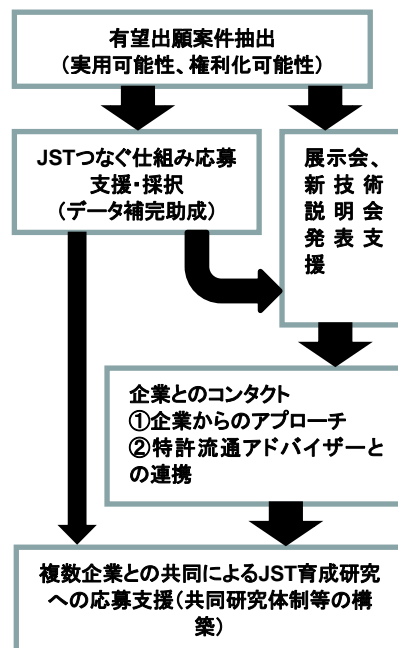 有望出願案件抽出
(実用可能性、権利化可能性)
JSTつなぐ仕組み応募
支援・採択
(データ補完助成)
展示会、
新技術
説明会
発表支
援
企業とのコンタクト
①企業からのアプローチ
②特許流通アドバイザーと
の連携
複数企業との共同によるJST育成研究
への応募支援(共同研究体制等の構
築)